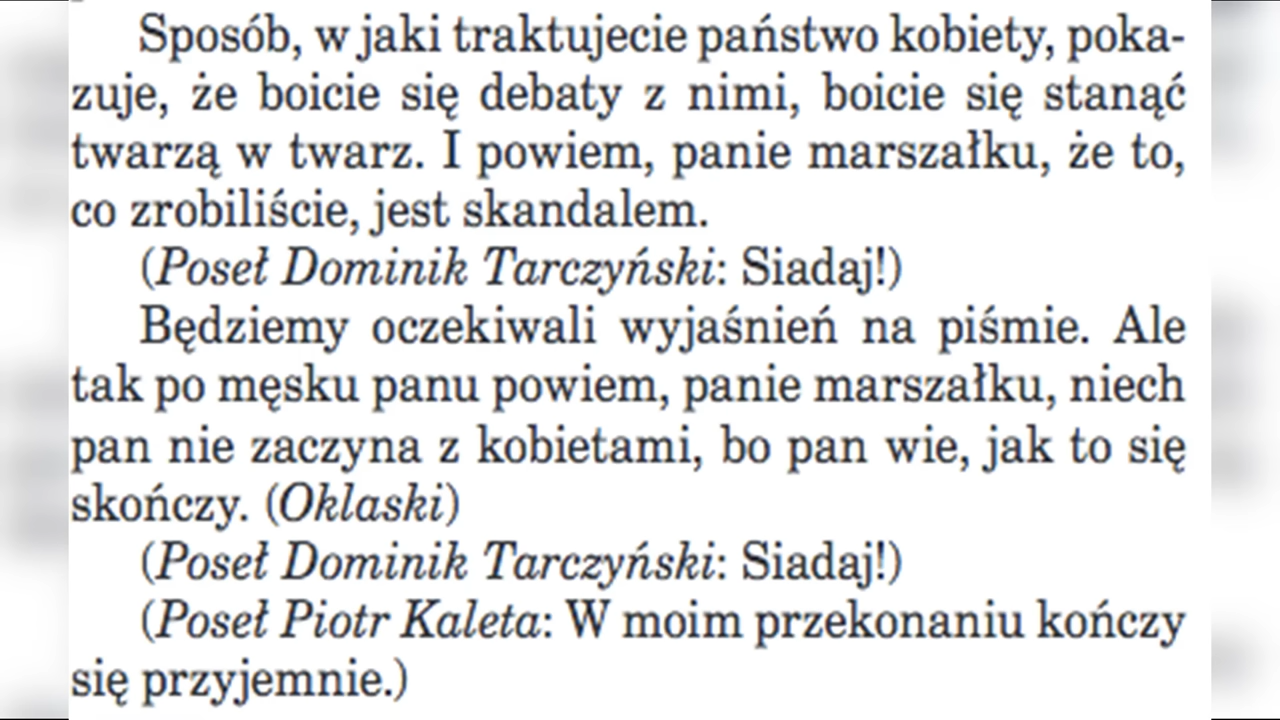 Sposób, w jaki traktujecie państwo kobiety, poka-
zuje, że boicie się debaty z nimi, boicie się stanąć
twarzą w twarz. I powiem, panie marszałku, że to,
co zrobiliście, jest skandalem.
(Poseł Dominik Tarczyński: Siadaj!)
Będziemy oczekiwali wyjaśnień na piśmie. Ale
tak po męsku panu powiem, panie marszałku, niech
pan nie zaczyna z kobietami, bo pan wie, jak to się
skończy. (Oklaski)
(Poseł Dominik Tarczyński: Siadaj!)
(Poseł Piotr Kaleta: W moim przekonaniu kończy
się przyjemnie.)